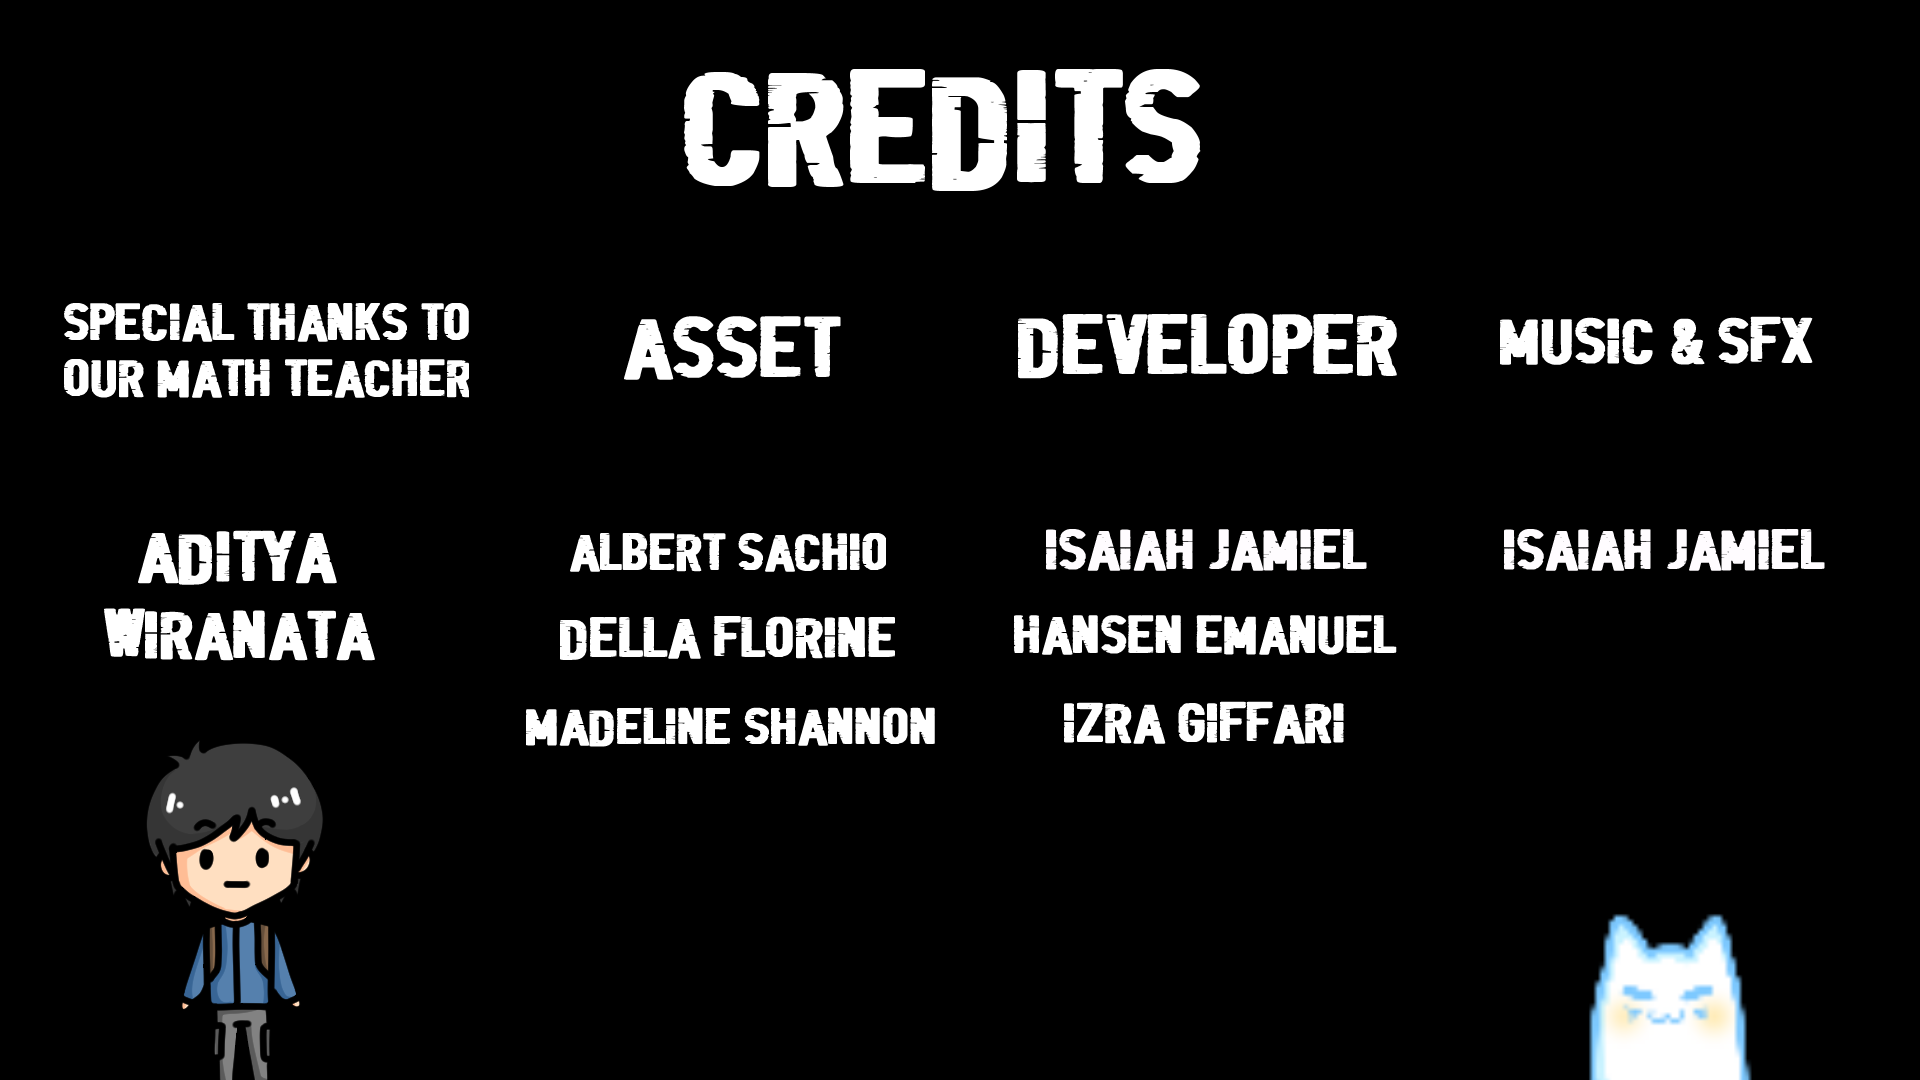 CREDITS
SPECIAL THANKS TO
OUR MATH TEACHER
ADITYA
WIRANATA
ASSET
ALBERT SACHIO
DELLA FLORINE
MADELINE SHANNON
DEVELOPER
ISAIAH JAMIEL
HANSEN EMANUEL
IZRA GIFFARI
MUSIC & SFX
ISAIAH JAMIEL